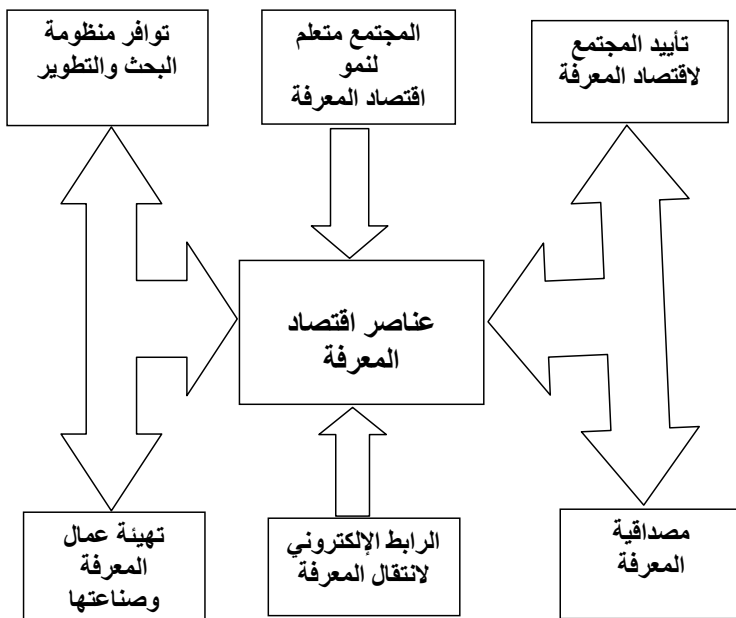 تأييد المجتمع
لاقتصاد المعرفة
المجتمع متعلم
لنمو
اقتصاد المعرفة
توافر منظومة
البحث والتطوير
عناصر اقتصاد
المعرفة
مصداقية
المعرفة
الرابط الإلكتروني
لانتقال المعرفة
تهيئة عمال
المعرفة
وصناعتها